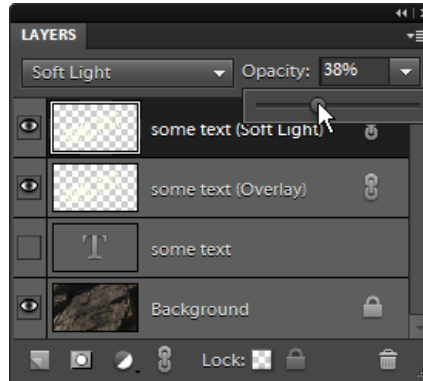 LAYERS
Soft Light Opacity: 38%
some text (Soft Light)
some text (Overlay)
T some text
Background
Lock: